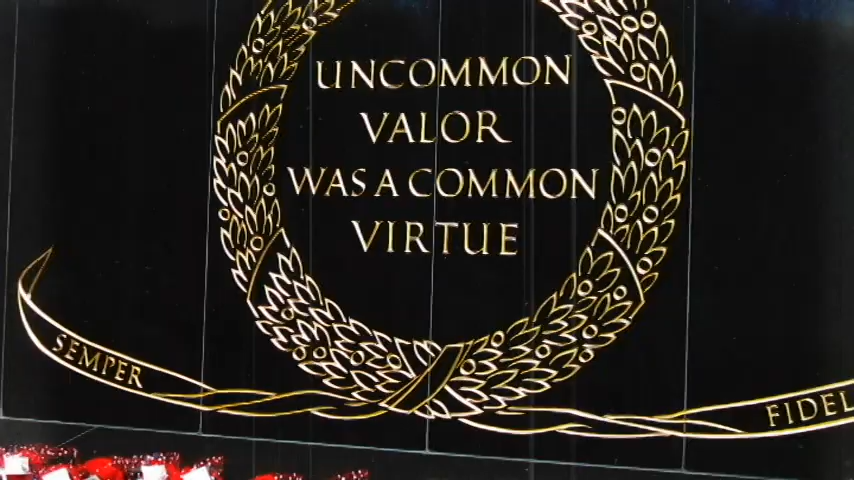 UNCOMMON
VALOR
WAS A COMMON
VIRTUE
SEMPER
FIDEL